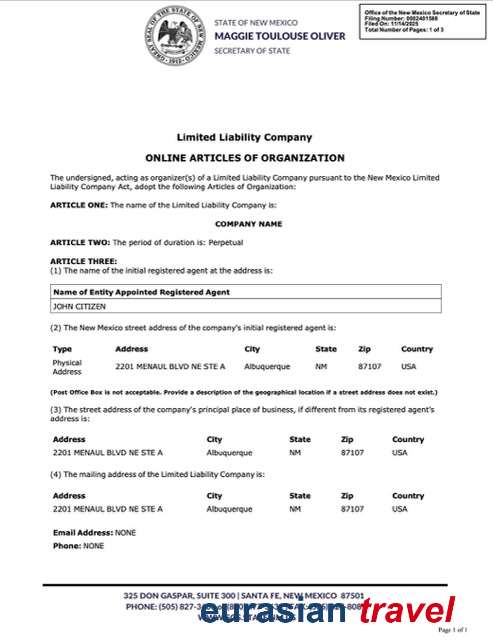 Office of the New Mexico Secretary of State
Filing Number: 0002401588
Filed On: 11/14/2025
Total Number of Pages: 1 of 3
STATE OF NEW MEXICO
MAGGIE TOULOUSE OLIVER
SECRETARY OF STATE
Limited Liability Company
ONLINE ARTICLES OF ORGANIZATION
The undersigned, acting as organizer(s) of a Limited Liability Company pursuant to the New Mexico Limited
Liability Company Act, adopt the following Articles of Organization:
ARTICLE ONE: The name of the Limited Liability Company is:
COMPANY NAME
ARTICLE TWO: The period of duration is: Perpetual
ARTICLE THREE:
(1) The name of the initial registered agent at the address is:
Name of Entity Appointed Registered Agent
JOHN CITIZEN
(2) The New Mexico street address of the company's initial registered agent is:
Type Address City State Zip Country
Physical
Address 2201 MENAUL BLVD NE STE A Albuquerque NM 87107 USA
(Post Office Box is not acceptable. Provide a description of the geographical location if a street address does not exist.)
(3) The street address of the company's principal place of business, if different from its registered agent's
address is:
Address City State Zip Country
2201 MENAUL BLVD NE STE A Albuquerque NM 87107 USA
(4) The mailing address of the Limited Liability Company is:
Address City State Zip Country
2201 MENAUL BLVD NE STE A Albuquerque NM 87107 USA
Email Address: NONE
Phone: NONE
325 DON GASPAR, SUITE 300 | SANTA FE, NEW MEXICO 87501
PHONE: (505) 827-
eurasian travel
Page 1 of 1